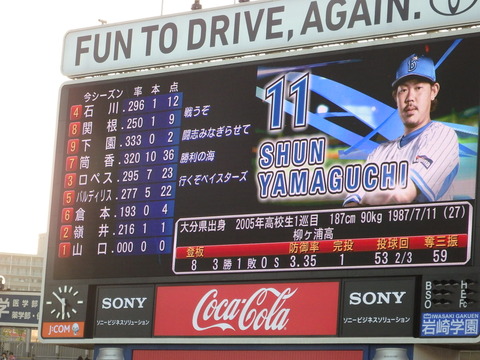 FUN TO DRIVE, AGAIN.
TOYOTA
今シーズン 率 本 点
4 石川 .296 1 12
8 関根 .250 1 9
9 下園 .333 0 2
7 筒香 .320 10 36
3 ロペス .295 7 23
5 バルディリス .277 5 22
6 倉本 .193 0 4
2 嶺井 .216 1 1
1 山口 .000 0 0
戦うぞ
闘志みなぎらせて
勝利の海
行くぞベイスターズ
11
SHUN
YAMAGUCHI
大分県出身 2005年高校生1巡目 187cm 90kg 1987/7/11 (27)
柳ヶ浦高
登板 防御率 完投 投球回 奪三振
8 3勝1敗0S 3.35 1 53 2/3 59
J:COM
SONY
ソニービジネスソリューション
Coca-Cola
SONY
ソニービジネスソリューション
B
S
O
H
E
IWASAKI GAKUEN
岩崎学園